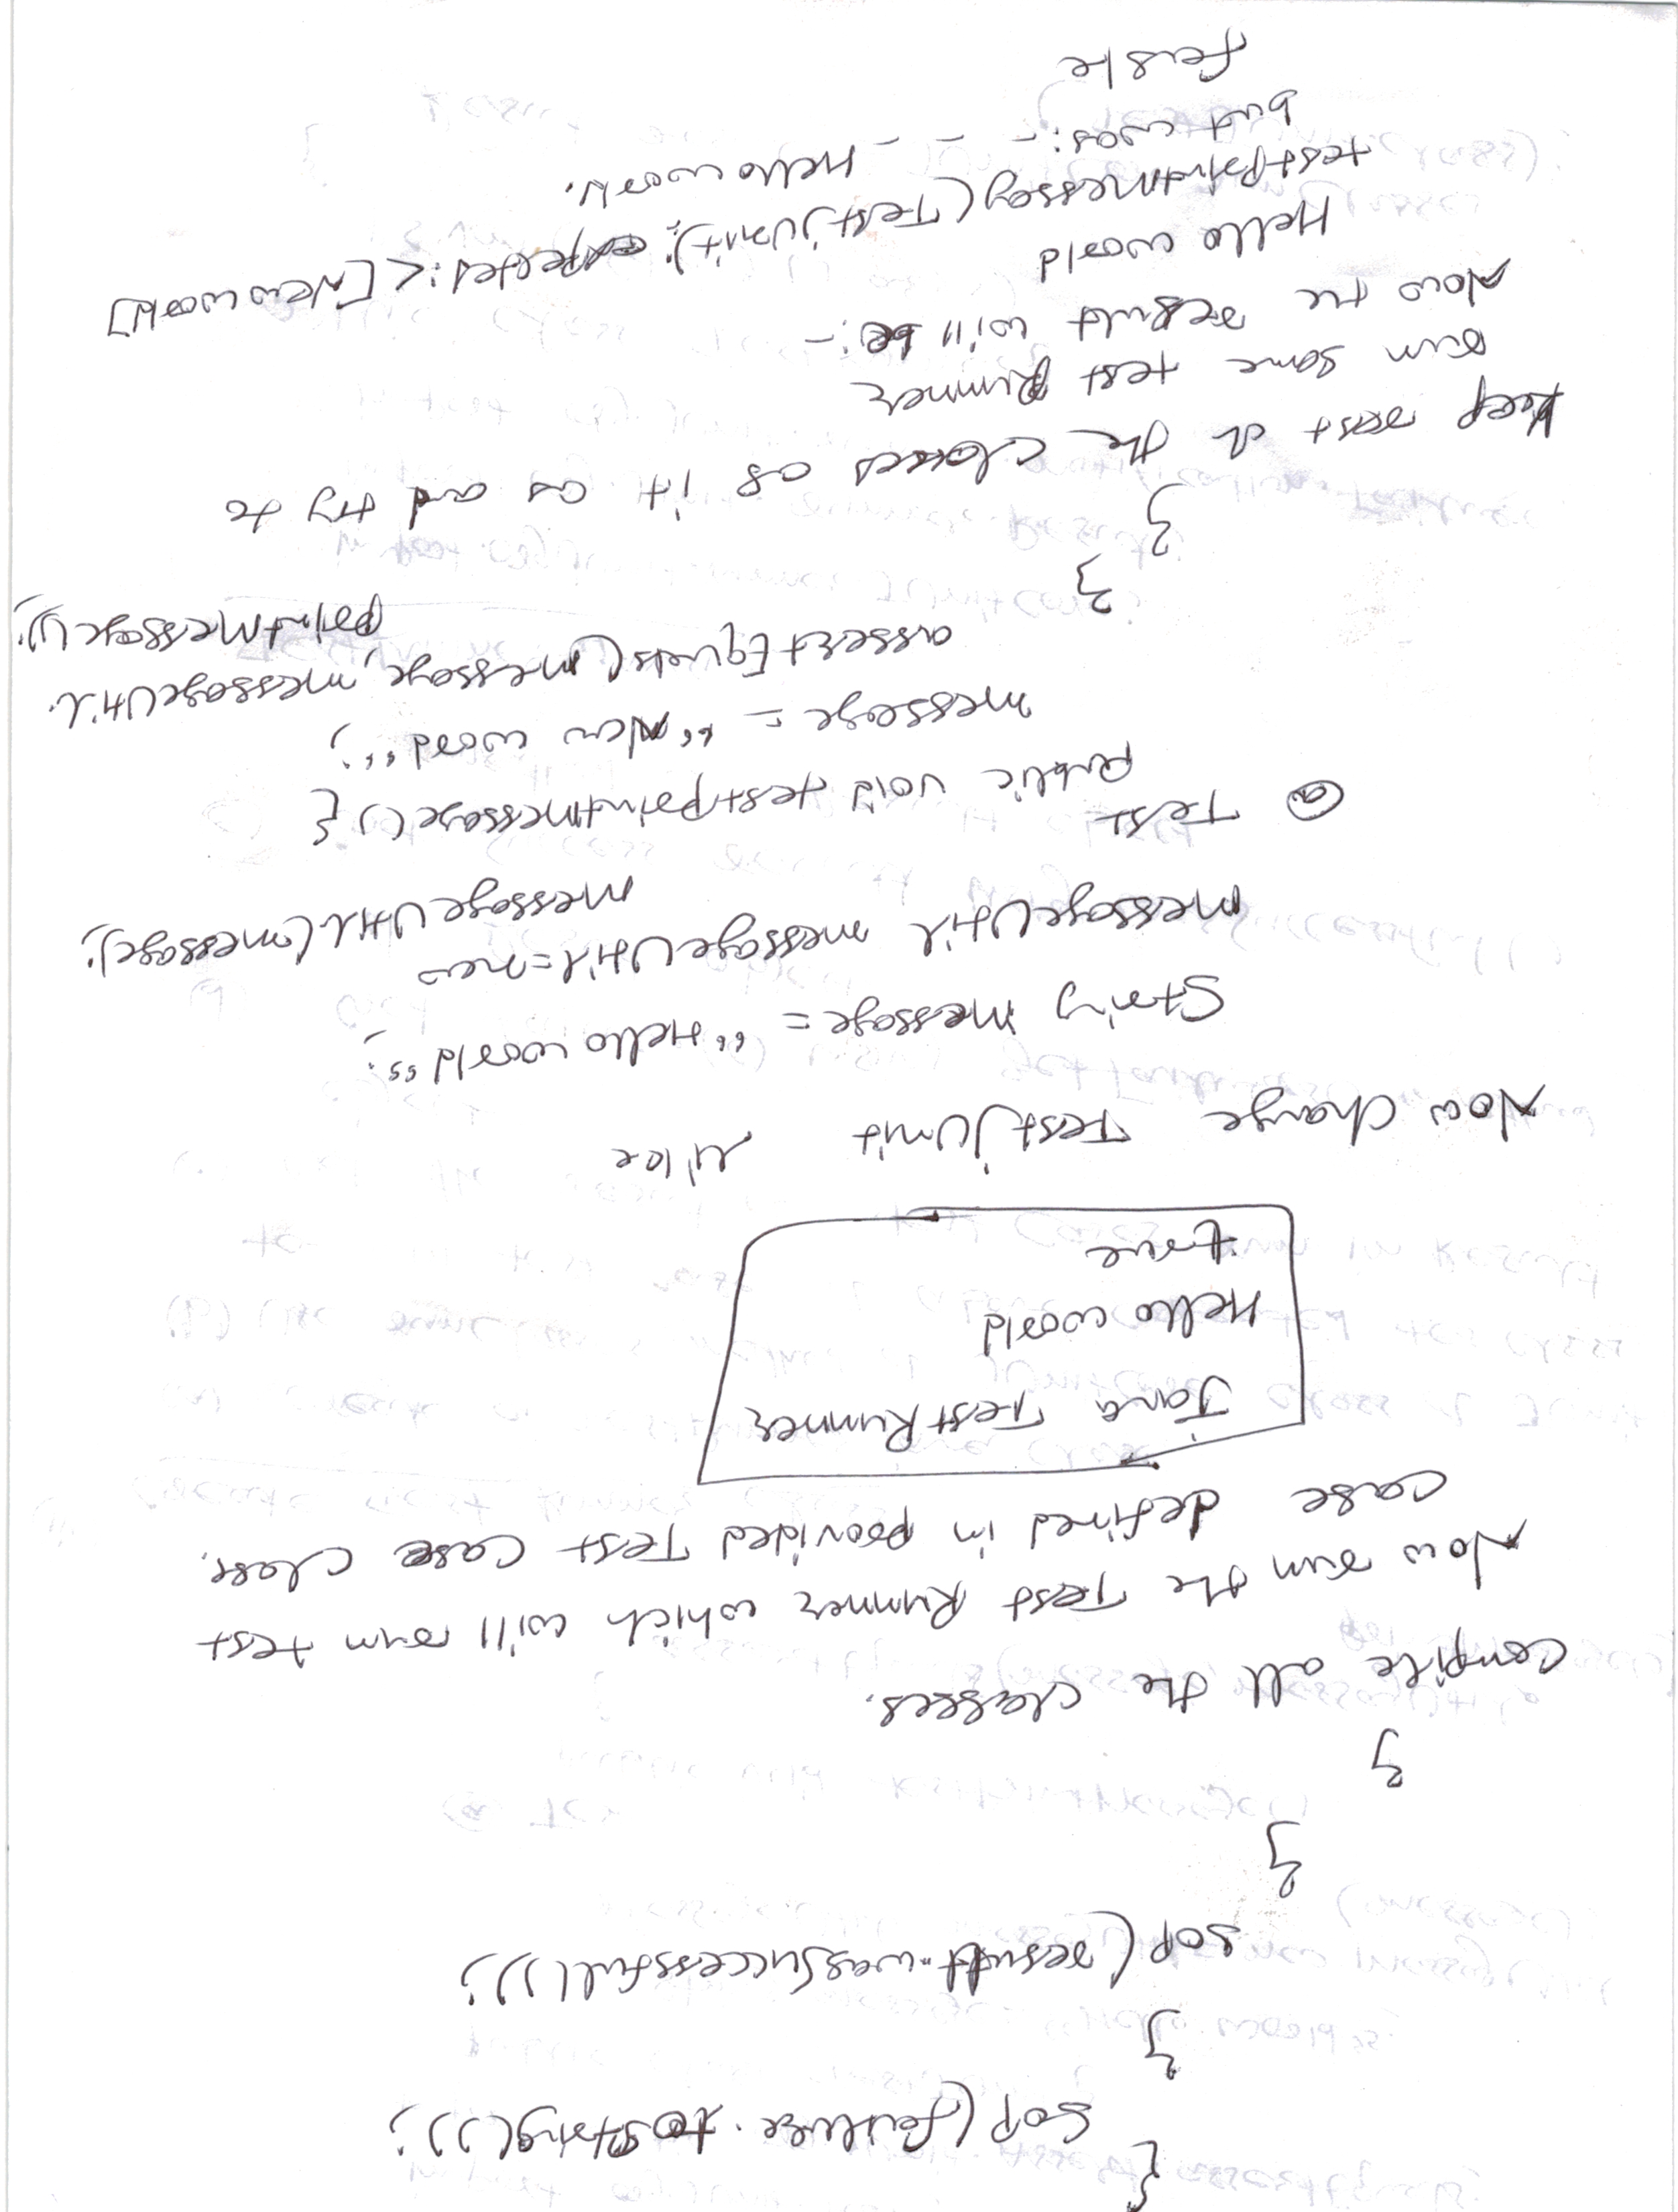 {
SOP(failure.toString());
}
SOP(result.wasSuccessful());
}
}
Compile all the classes.
Now run the Test Runner which will run test
case defined in provided Test Case Class.
Java TestRunner
Hello world
true
Now change TestJunit like
String message = "Hello world";
messageUtil messageUtil = new
messageUtil(message);
@ Test
public void testprintmessage() {
message = "New world";
assertEquals(message, messageUtil.
printMessage());
}
}
Keep rest of the classes as it as and try to
run same test Runner
Now the result will be:-
Hello world
testprintmessag(Testjunit): expected:<[New world]
but was:- - - - Hello world.
false